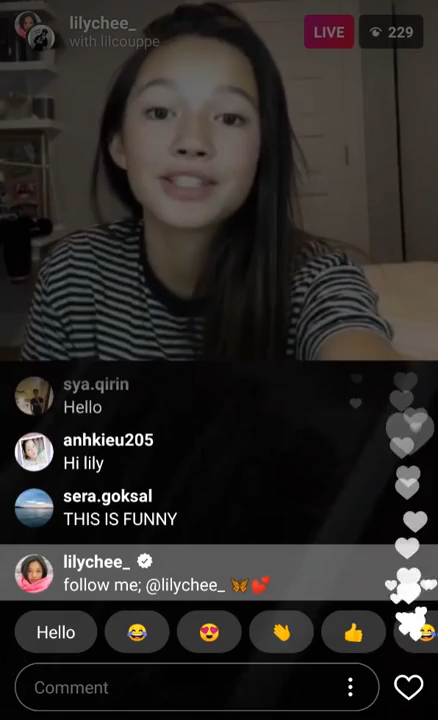 lilychee_
with lilcouppe
LIVE
229
sya.qirin
Hello
anhkieu205
Hi lily
sera.goksal
THIS IS FUNNY
lilychee_
follow me; @lilychee_ 🦋💕
Hello 😂 😍 👋 👍 😂
Comment